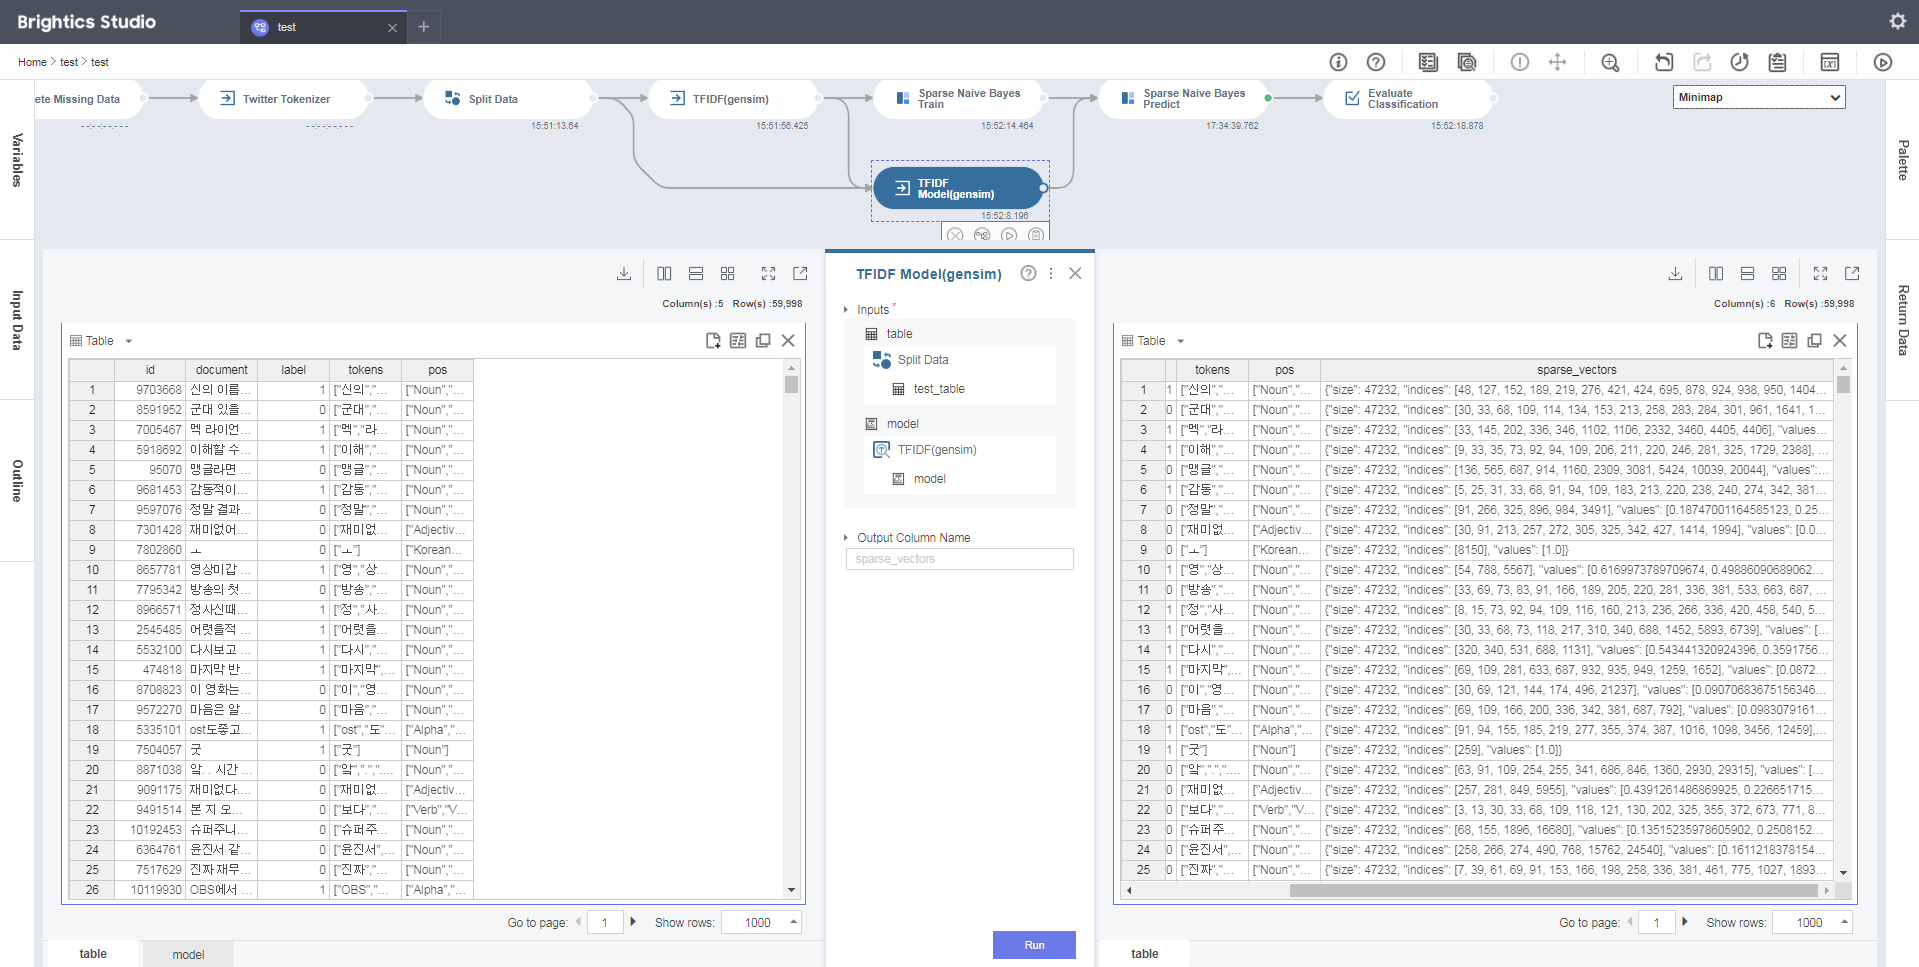 Brightics Studio
test
Home > test > test
ete Missing Data
--:--:--.---
Twitter Tokenizer
--:--:--.---
Split Data
15:51:13.64
TFIDF(gensim)
15:51:56.425
Sparse Naive Bayes
Train
15:52:14.464
Sparse Naive Bayes
Predict
17:34:39.762
Evaluate
Classification
15:52:18.878
Minimap
TFIDF
Model(gensim)
15:52:8.196
Variables
Input Data
Outline
Palette
Return Data
Column(s) :5 Row(s) :59,998
Table
id document label tokens pos
1 9703668 신의 이름... 1 ["신의","... ["Noun","...
2 8591952 군대 있을... 0 ["군대","... ["Noun","...
3 7005467 멕 라이언... 1 ["멕","라... ["Noun","...
4 5918692 이해할 수... 1 ["이해","... ["Noun","...
5 95070 맹글라면 ... 0 ["맹글","... ["Noun","...
6 9681453 감동적이... 1 ["감동","... ["Noun","...
7 9597076 정말 결과... 0 ["정말","... ["Noun","...
8 7301428 재미없어... 0 ["재미없... ["Adjectiv...
9 7802860 ㅗ 0 ["ㅗ"] ["Korean...
10 8657781 영상미갑 ... 1 ["영","상... ["Noun","...
11 7795342 방송의 첫... 0 ["방송","... ["Noun","...
12 8966571 정사신때... 1 ["정","사... ["Noun","...
13 2545485 어렷을적 ... 1 ["어렷을... ["Noun","...
14 5532100 다시보고 ... 1 ["다시","... ["Noun","...
15 474818 마지막 반... 1 ["마지막",... ["Noun","...
16 8708823 이 영화는... 0 ["이","영... ["Noun","...
17 9572270 마음은 알... 0 ["마음","... ["Noun","...
18 5335101 ost도좋고... 1 ["ost","도"... ["Alpha","...
19 7504057 굿 1 ["굿"] ["Noun"]
20 8871038 앜. . 시간 ... 0 ["앜",".",".... ["Noun","...
21 9091175 재미없다.... 0 ["재미없... ["Adjectiv...
22 9491514 본 지 오... 0 ["보다","... ["Verb","V...
23 10192453 슈퍼주니... 0 ["슈퍼주... ["Noun","...
24 6364761 윤진서 같... 0 ["윤진서",... ["Noun","...
25 7517629 진짜 재무... 0 ["진짜","... ["Noun","...
26 10119930 OBS에서 ... 1 ["OBS","... ["Alpha","...
Go to page: 1 Show rows: 1000
table model
TFIDF Model(gensim)
Inputs *
table
Split Data
test_table
model
TFIDF(gensim)
model
Output Column Name
sparse_vectors
Run
Column(s) :6 Row(s) :59,998
Table
tokens pos sparse_vectors
1 1 ["신의","... ["Noun","... {"size": 47232, "indices": [48, 127, 152, 189, 219, 276, 421, 424, 695, 878, 924, 938, 950, 1404...
2 0 ["군대","... ["Noun","... {"size": 47232, "indices": [30, 33, 68, 109, 114, 134, 153, 213, 258, 283, 284, 301, 961, 1641, 1...
3 1 ["멕","라... ["Noun","... {"size": 47232, "indices": [33, 145, 202, 336, 346, 1102, 1106, 2332, 3460, 4405, 4406], "values...
4 1 ["이해","... ["Noun","... {"size": 47232, "indices": [9, 33, 35, 73, 92, 94, 109, 206, 211, 220, 246, 281, 325, 1729, 2388], ...
5 0 ["맹글","... ["Noun","... {"size": 47232, "indices": [136, 565, 687, 914, 1160, 2309, 3081, 5424, 10039, 20044], "values":...
6 1 ["감동","... ["Noun","... {"size": 47232, "indices": [5, 25, 31, 33, 68, 91, 94, 109, 183, 213, 220, 238, 240, 274, 342, 381...
7 0 ["정말","... ["Noun","... {"size": 47232, "indices": [91, 266, 325, 896, 984, 3491], "values": [0.18747001164585123, 0.25...
8 0 ["재미없... ["Adjectiv... {"size": 47232, "indices": [30, 91, 213, 257, 272, 305, 325, 342, 427, 1414, 1994], "values": [0.0...
9 0 ["ㅗ"] ["Korean... {"size": 47232, "indices": [8150], "values": [1.0]}
10 1 ["영","상... ["Noun","... {"size": 47232, "indices": [54, 788, 5567], "values": [0.6169973789709674, 0.49886090689062...
11 0 ["방송","... ["Noun","... {"size": 47232, "indices": [33, 69, 73, 83, 91, 166, 189, 205, 220, 281, 336, 381, 533, 663, 687, ...
12 1 ["정","사... ["Noun","... {"size": 47232, "indices": [8, 15, 73, 92, 94, 109, 116, 160, 213, 236, 266, 336, 420, 458, 540, 5...
13 1 ["어렷을... ["Noun","... {"size": 47232, "indices": [30, 33, 68, 73, 118, 217, 310, 340, 688, 1452, 5893, 6739], "values": [...
14 1 ["다시","... ["Noun","... {"size": 47232, "indices": [320, 340, 531, 688, 1131], "values": [0.543441320924396, 0.3591756...
15 1 ["마지막",... ["Noun","... {"size": 47232, "indices": [69, 109, 281, 633, 687, 932, 935, 949, 1259, 1652], "values": [0.0872...
16 0 ["이","영... ["Noun","... {"size": 47232, "indices": [30, 69, 121, 144, 174, 496, 21237], "values": [0.09070683675156346...
17 0 ["마음","... ["Noun","... {"size": 47232, "indices": [69, 109, 166, 200, 336, 342, 381, 687, 792], "values": [0.0983079161...
18 1 ["ost","도"... ["Alpha","... {"size": 47232, "indices": [91, 94, 155, 185, 219, 277, 355, 374, 387, 1016, 1098, 3456, 12459],...
19 1 ["굿"] ["Noun"] {"size": 47232, "indices": [259], "values": [1.0]}
20 0 ["앜",".",".... ["Noun","... {"size": 47232, "indices": [63, 91, 109, 254, 255, 341, 686, 846, 1360, 2930, 29315], "values": [...
21 0 ["재미없... ["Adjectiv... {"size": 47232, "indices": [257, 281, 849, 5955], "values": [0.4391261486869925, 0.226651715...
22 0 ["보다","... ["Verb","V... {"size": 47232, "indices": [3, 13, 30, 33, 68, 109, 118, 121, 130, 202, 325, 355, 372, 673, 771, 8...
23 0 ["슈퍼주... ["Noun","... {"size": 47232, "indices": [68, 155, 1896, 16680], "values": [0.13515235978605902, 0.2508152...
24 0 ["윤진서",... ["Noun","... {"size": 47232, "indices": [258, 266, 274, 490, 768, 15762, 24540], "values": [0.1611218378154...
25 0 ["진짜","... ["Noun","... {"size": 47232, "indices": [7, 39, 61, 69, 91, 153, 166, 198, 258, 336, 381, 461, 775, 1027, 1893...
Go to page: 1 Show rows: 1000
table